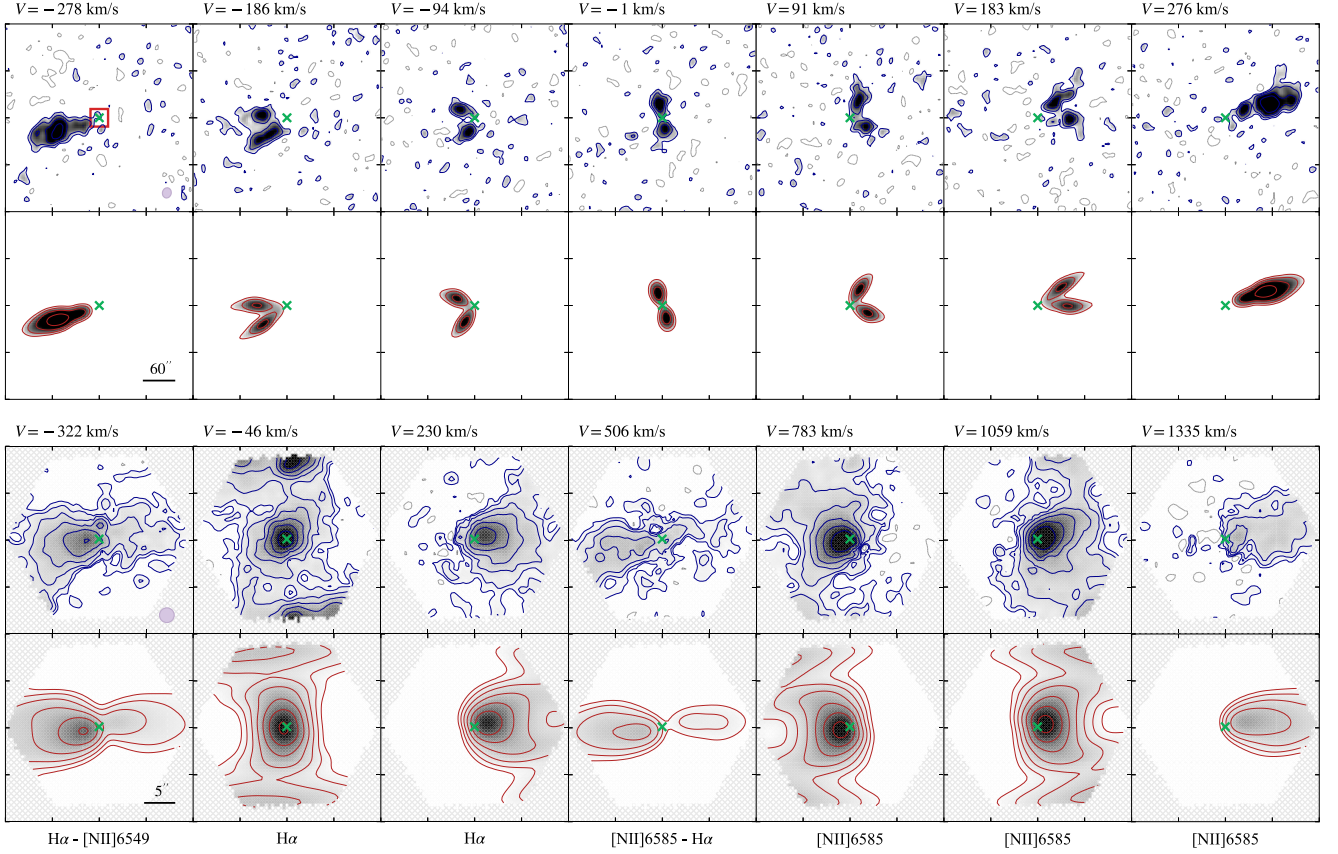 V = −278 km/s V = −186 km/s V = −94 km/s V = −1 km/s V = 91 km/s V = 183 km/s V = 276 km/s
60″
V = −322 km/s V = −46 km/s V = 230 km/s V = 506 km/s V = 783 km/s V = 1059 km/s V = 1335 km/s
5″
Hα - [NII]6549 Hα Hα [NII]6585 - Hα [NII]6585 [NII]6585 [NII]6585